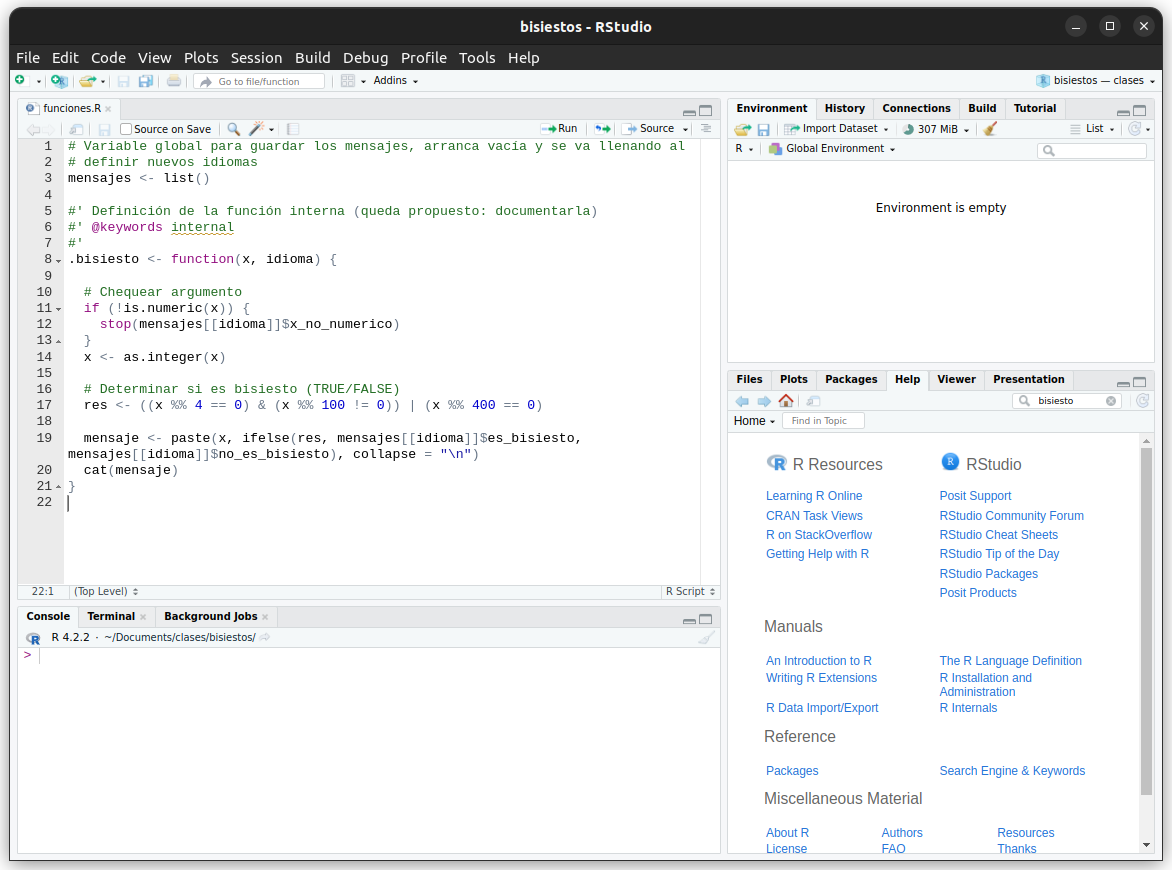 bisiestos - RStudio
File Edit Code View Plots Session Build Debug Profile Tools Help
Go to file/function Addins bisiestos — clases
funciones.R
Source on Save Run Source
1 # Variable global para guardar los mensajes, arranca vacía y se va llenando al
2 # definir nuevos idiomas
3 mensajes <- list()
4
5 #' Definición de la función interna (queda propuesto: documentarla)
6 #' @keywords internal
7 #'
8 .bisiesto <- function(x, idioma) {
9
10 # Chequear argumento
11 if (!is.numeric(x)) {
12 stop(mensajes[[idioma]]$x_no_numerico)
13 }
14 x <- as.integer(x)
15
16 # Determinar si es bisiesto (TRUE/FALSE)
17 res <- ((x %% 4 == 0) & (x %% 100 != 0)) | (x %% 400 == 0)
18
19 mensaje <- paste(x, ifelse(res, mensajes[[idioma]]$es_bisiesto,
mensajes[[idioma]]$no_es_bisiesto), collapse = "\n")
20 cat(mensaje)
21 }
22
22:1 (Top Level) R Script
Console Terminal Background Jobs
R 4.2.2 · ~/Documents/clases/bisiestos/
>
Environment History Connections Build Tutorial
Import Dataset 307 MiB List
R Global Environment
Environment is empty
Files Plots Packages Help Viewer Presentation
bisiesto
Home Find in Topic
R Resources
Learning R Online
CRAN Task Views
R on StackOverflow
Getting Help with R
R RStudio
Posit Support
RStudio Community Forum
RStudio Cheat Sheets
RStudio Tip of the Day
RStudio Packages
Posit Products
Manuals
An Introduction to R The R Language Definition
Writing R Extensions R Installation and
Administration
R Data Import/Export R Internals
Reference
Packages Search Engine & Keywords
Miscellaneous Material
About R Authors Resources
License FAQ Thanks